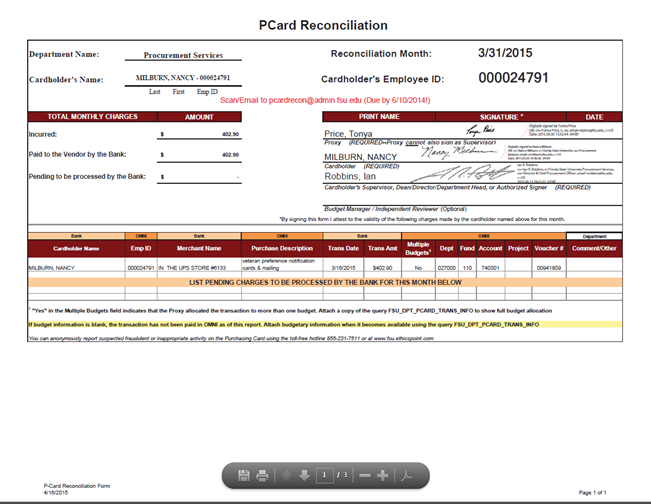 PCard Reconciliation
Department Name: Procurement Services Reconciliation Month: 3/31/2015
Cardholder's Name: MILBURN, NANCY - 000024791 Cardholder's Employee ID: 000024791
Last First Emp ID
Scan/Email to pcardrecon@admin.fsu.edu (Due by 6/10/2014!)
TOTAL MONTHLY CHARGES AMOUNT PRINT NAME SIGNATURE * DATE
Incurred: $ 402.90 Price, Tonya Tonya Price
Proxy (REQUIRED--Proxy cannot also sign as Supervisor)
Paid to the Vendor by the Bank: $ 402.90 MILBURN, NANCY Nancy Milburn
Cardholder (REQUIRED)
Pending to be processed by the Bank: $ - Robbins, Ian
Cardholder's Supervisor, Dean/Director/Department Head, or Authorized Signer (REQUIRED)
Budget Manager / Independent Reviewer (Optional)
*By signing this form I attest to the validity of the following charges made by the cardholder named above for this month.
Bank OMNI Bank OMNI Bank OMNI Department
Cardholder Name Emp ID Merchant Name Purchase Description Trans Date Trans Amt Multiple Budgets¹ Dept Fund Account Project Voucher # Comment/Other
MILBURN, NANCY 000024791 IN THE UPS STORE #6133 veteran preference notification cards & mailing 3/16/2015 $402.90 No 027000 110 740301 00941809
LIST PENDING CHARGES TO BE PROCESSED BY THE BANK FOR THIS MONTH BELOW
¹ "Yes" in the Multiple Budgets field indicates that the Proxy allocated the transaction to more than one budget. Attach a copy of the query FSU_DPT_PCARD_TRANS_INFO to show full budget allocation
If budget information is blank, the transaction has not been paid in OMNI as of this report. Attach budgetary information when it becomes available using the query FSU_DPT_PCARD_TRANS_INFO
You can anonymously report suspected fraudulent or inappropriate activity on the Purchasing Card using the toll-free hotline 855-231-7511 or at www.fsu.ethicspoint.com
1 / 3
P-Card Reconciliation Form
4/16/2015 Page 1 of 1